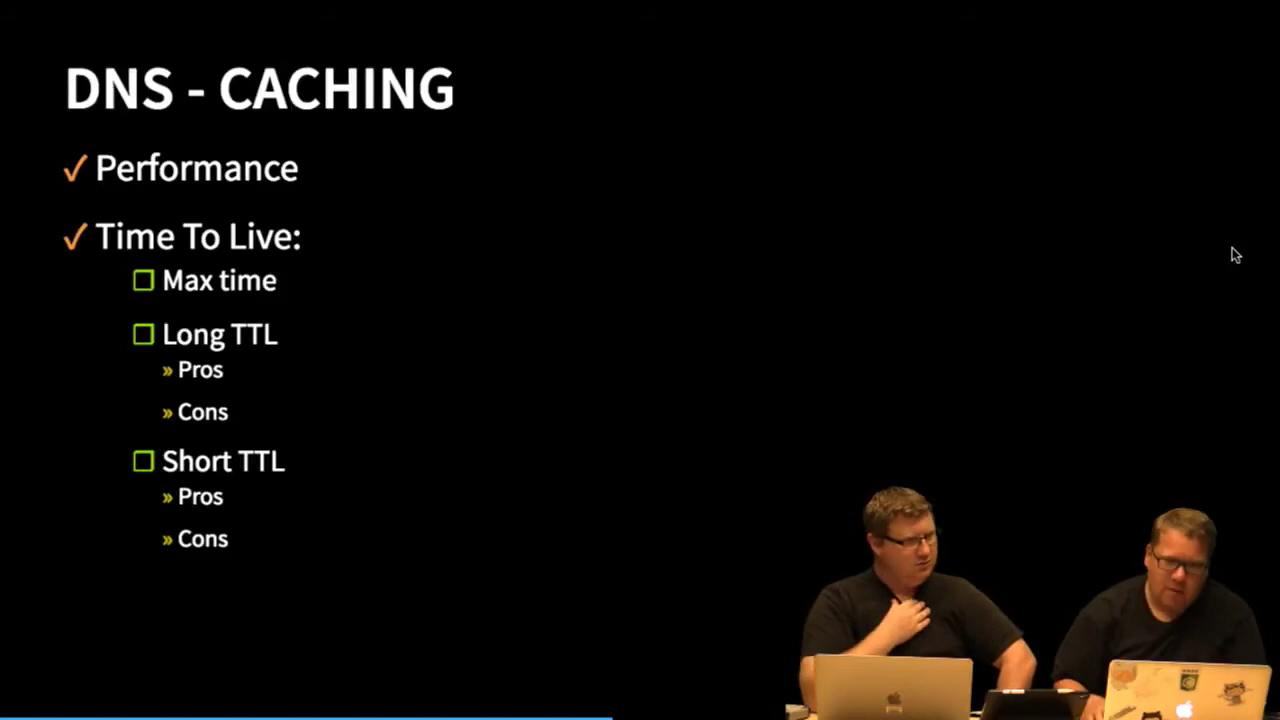 DNS - CACHING
✓ Performance
✓ Time To Live:
❐ Max time
❐ Long TTL
» Pros
» Cons
❐ Short TTL
» Pros
» Cons